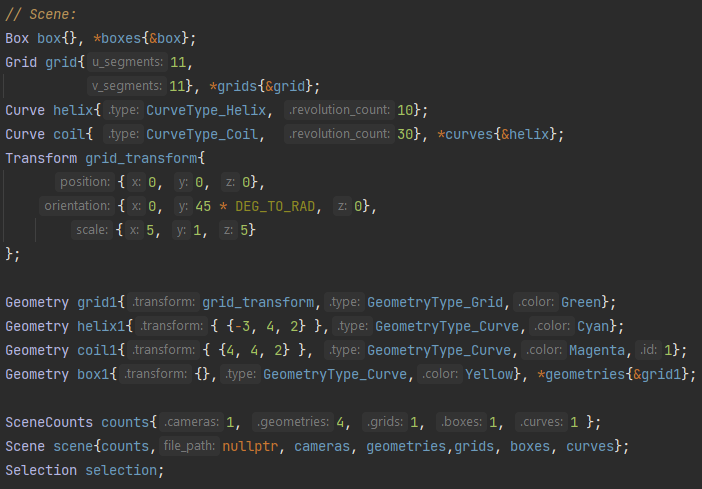 // Scene:
Box box{}, *boxes{&box};
Grid grid{ u_segments: 11,
v_segments: 11}, *grids{&grid};
Curve helix{ .type: CurveType_Helix, .revolution_count: 10};
Curve coil{ .type: CurveType_Coil, .revolution_count: 30}, *curves{&helix};
Transform grid_transform{
position: { x: 0, y: 0, z: 0},
orientation: { x: 0, y: 45 * DEG_TO_RAD, z: 0},
scale: { x: 5, y: 1, z: 5}
};
Geometry grid1{ .transform: grid_transform, .type: GeometryType_Grid, .color: Green};
Geometry helix1{ .transform: { {-3, 4, 2} }, .type: GeometryType_Curve, .color: Cyan};
Geometry coil1{ .transform: { {4, 4, 2} }, .type: GeometryType_Curve, .color: Magenta, .id: 1};
Geometry box1{ .transform: {}, .type: GeometryType_Curve, .color: Yellow}, *geometries{&grid1};
SceneCounts counts{ .cameras: 1, .geometries: 4, .grids: 1, .boxes: 1, .curves: 1 };
Scene scene{counts, file_path: nullptr, cameras, geometries,grids, boxes, curves};
Selection selection;